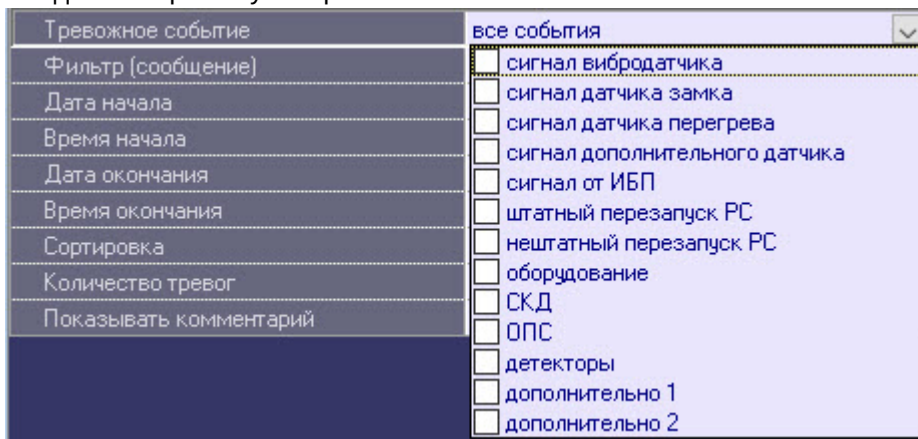 Тревожное событие
все события
Фильтр (сообщение)
Дата начала
Время начала
Дата окончания
Время окончания
Сортировка
Количество тревог
Показывать комментарий
сигнал вибродатчика
сигнал датчика замка
сигнал датчика перегрева
сигнал дополнительного датчика
сигнал от ИБП
штатный перезапуск РС
нештатный перезапуск РС
оборудование
СКД
ОПС
детекторы
дополнительно 1
дополнительно 2